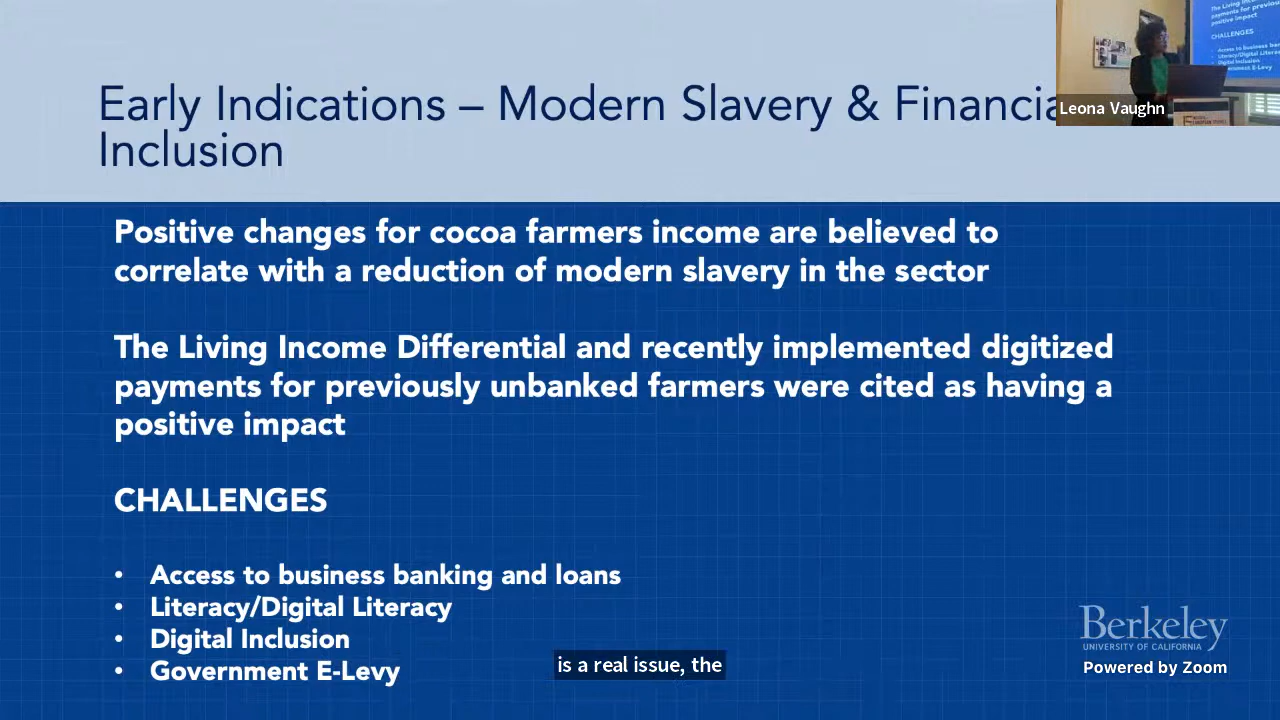 Early Indications – Modern Slavery & Financia
Inclusion
Leona Vaughn
Positive changes for cocoa farmers income are believed to
correlate with a reduction of modern slavery in the sector
The Living Income Differential and recently implemented digitized
payments for previously unbanked farmers were cited as having a
positive impact
CHALLENGES
• Access to business banking and loans
• Literacy/Digital Literacy
• Digital Inclusion
• Government E-Levy
is a real issue, the
Berkeley
UNIVERSITY OF CALIFORNIA
Powered by Zoom